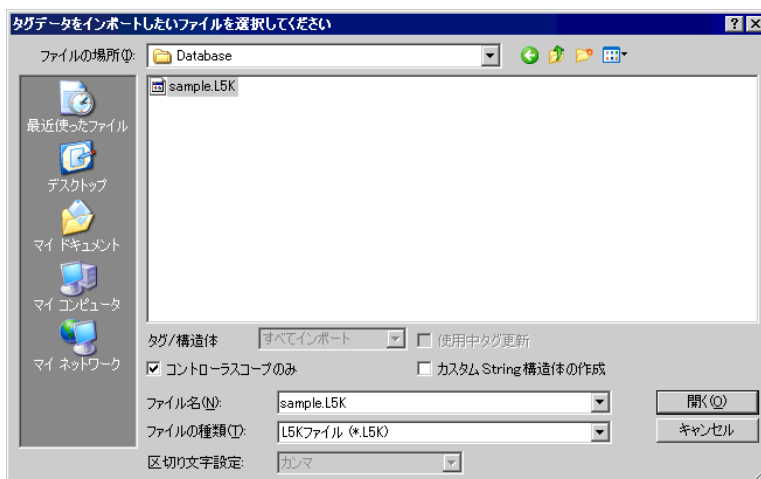 タグデータをインポートしたいファイルを選択してください
ファイルの場所(I):
Database
sample.L5K
最近使ったファイル
デスクトップ
マイ ドキュメント
マイ コンピュータ
マイ ネットワーク
タグ/構造体
すべてインポート
使用中タグ更新
コントローラスコープのみ
カスタム String 構造体の作成
ファイル名(N):
sample.L5K
開く(O)
ファイルの種類(T):
L5Kファイル (*.L5K)
キャンセル
区切り文字設定:
カンマ